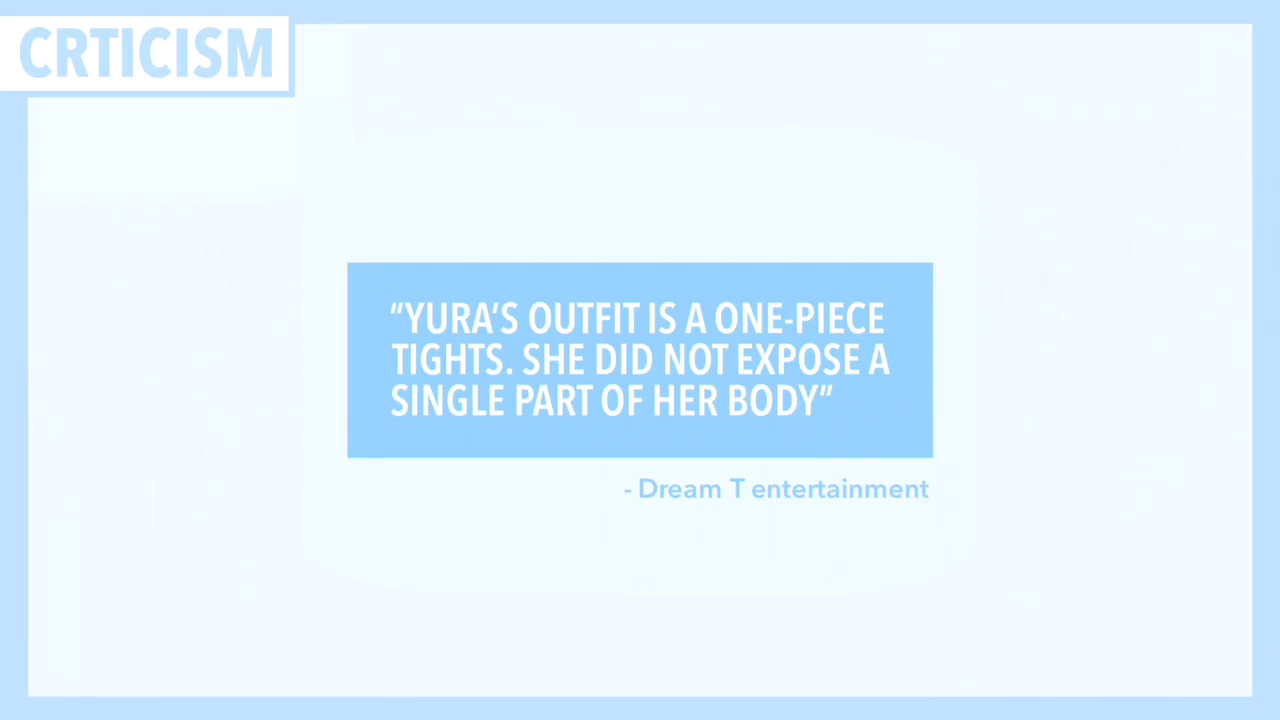 CRTICISM
“YURA’S OUTFIT IS A ONE-PIECE
TIGHTS. SHE DID NOT EXPOSE A
SINGLE PART OF HER BODY”
- Dream T entertainment